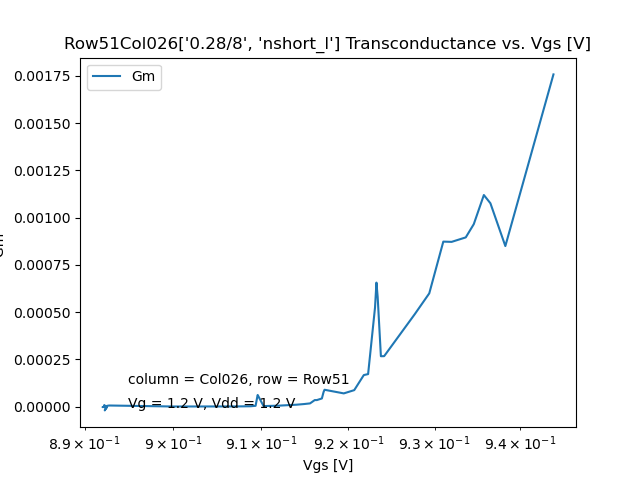 Row51Col026['0.28/8', 'nshort_l'] Transconductance vs. Vgs [V]
Gm
0.00175
0.00150
0.00125
0.00100
0.00075
0.00050
0.00025
0.00000
Gm
column = Col026, row = Row51
Vg = 1.2 V, Vdd = 1.2 V
8.9 × 10⁻¹ 9 × 10⁻¹ 9.1 × 10⁻¹ 9.2 × 10⁻¹ 9.3 × 10⁻¹ 9.4 × 10⁻¹
Vgs [V]